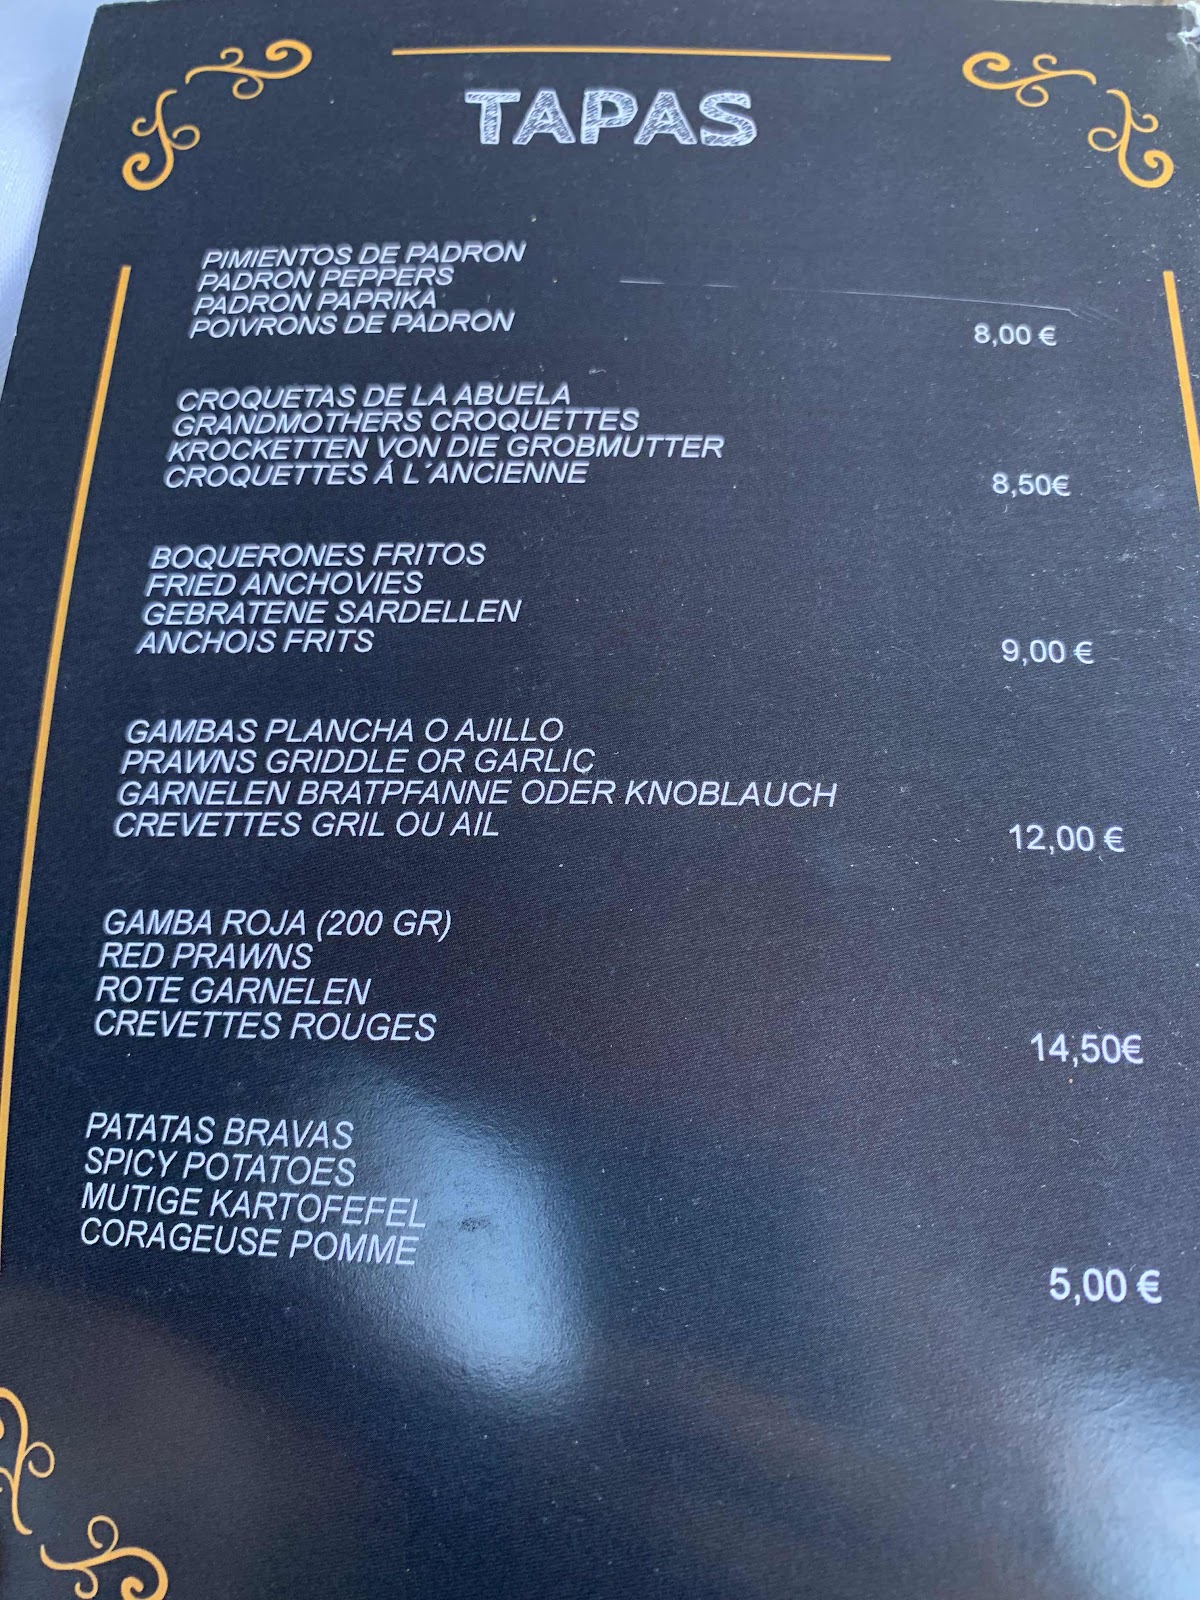 TAPAS
PIMIENTOS DE PADRON
PADRON PEPPERS
PADRON PAPRIKA
POIVRONS DE PADRON
8,00 €
CROQUETAS DE LA ABUELA
GRANDMOTHERS CROQUETTES
KROCKETTEN VON DIE GROBMUTTER
CROQUETTES Á L´ANCIENNE
8,50€
BOQUERONES FRITOS
FRIED ANCHOVIES
GEBRATENE SARDELLEN
ANCHOIS FRITS
9,00 €
GAMBAS PLANCHA O AJILLO
PRAWNS GRIDDLE OR GARLIC
GARNELEN BRATPFANNE ODER KNOBLAUCH
CREVETTES GRIL OU AIL
12,00 €
GAMBA ROJA (200 GR)
RED PRAWNS
ROTE GARNELEN
CREVETTES ROUGES
14,50€
PATATAS BRAVAS
SPICY POTATOES
MUTIGE KARTOFEFEL
CORAGEUSE POMME
5,00 €